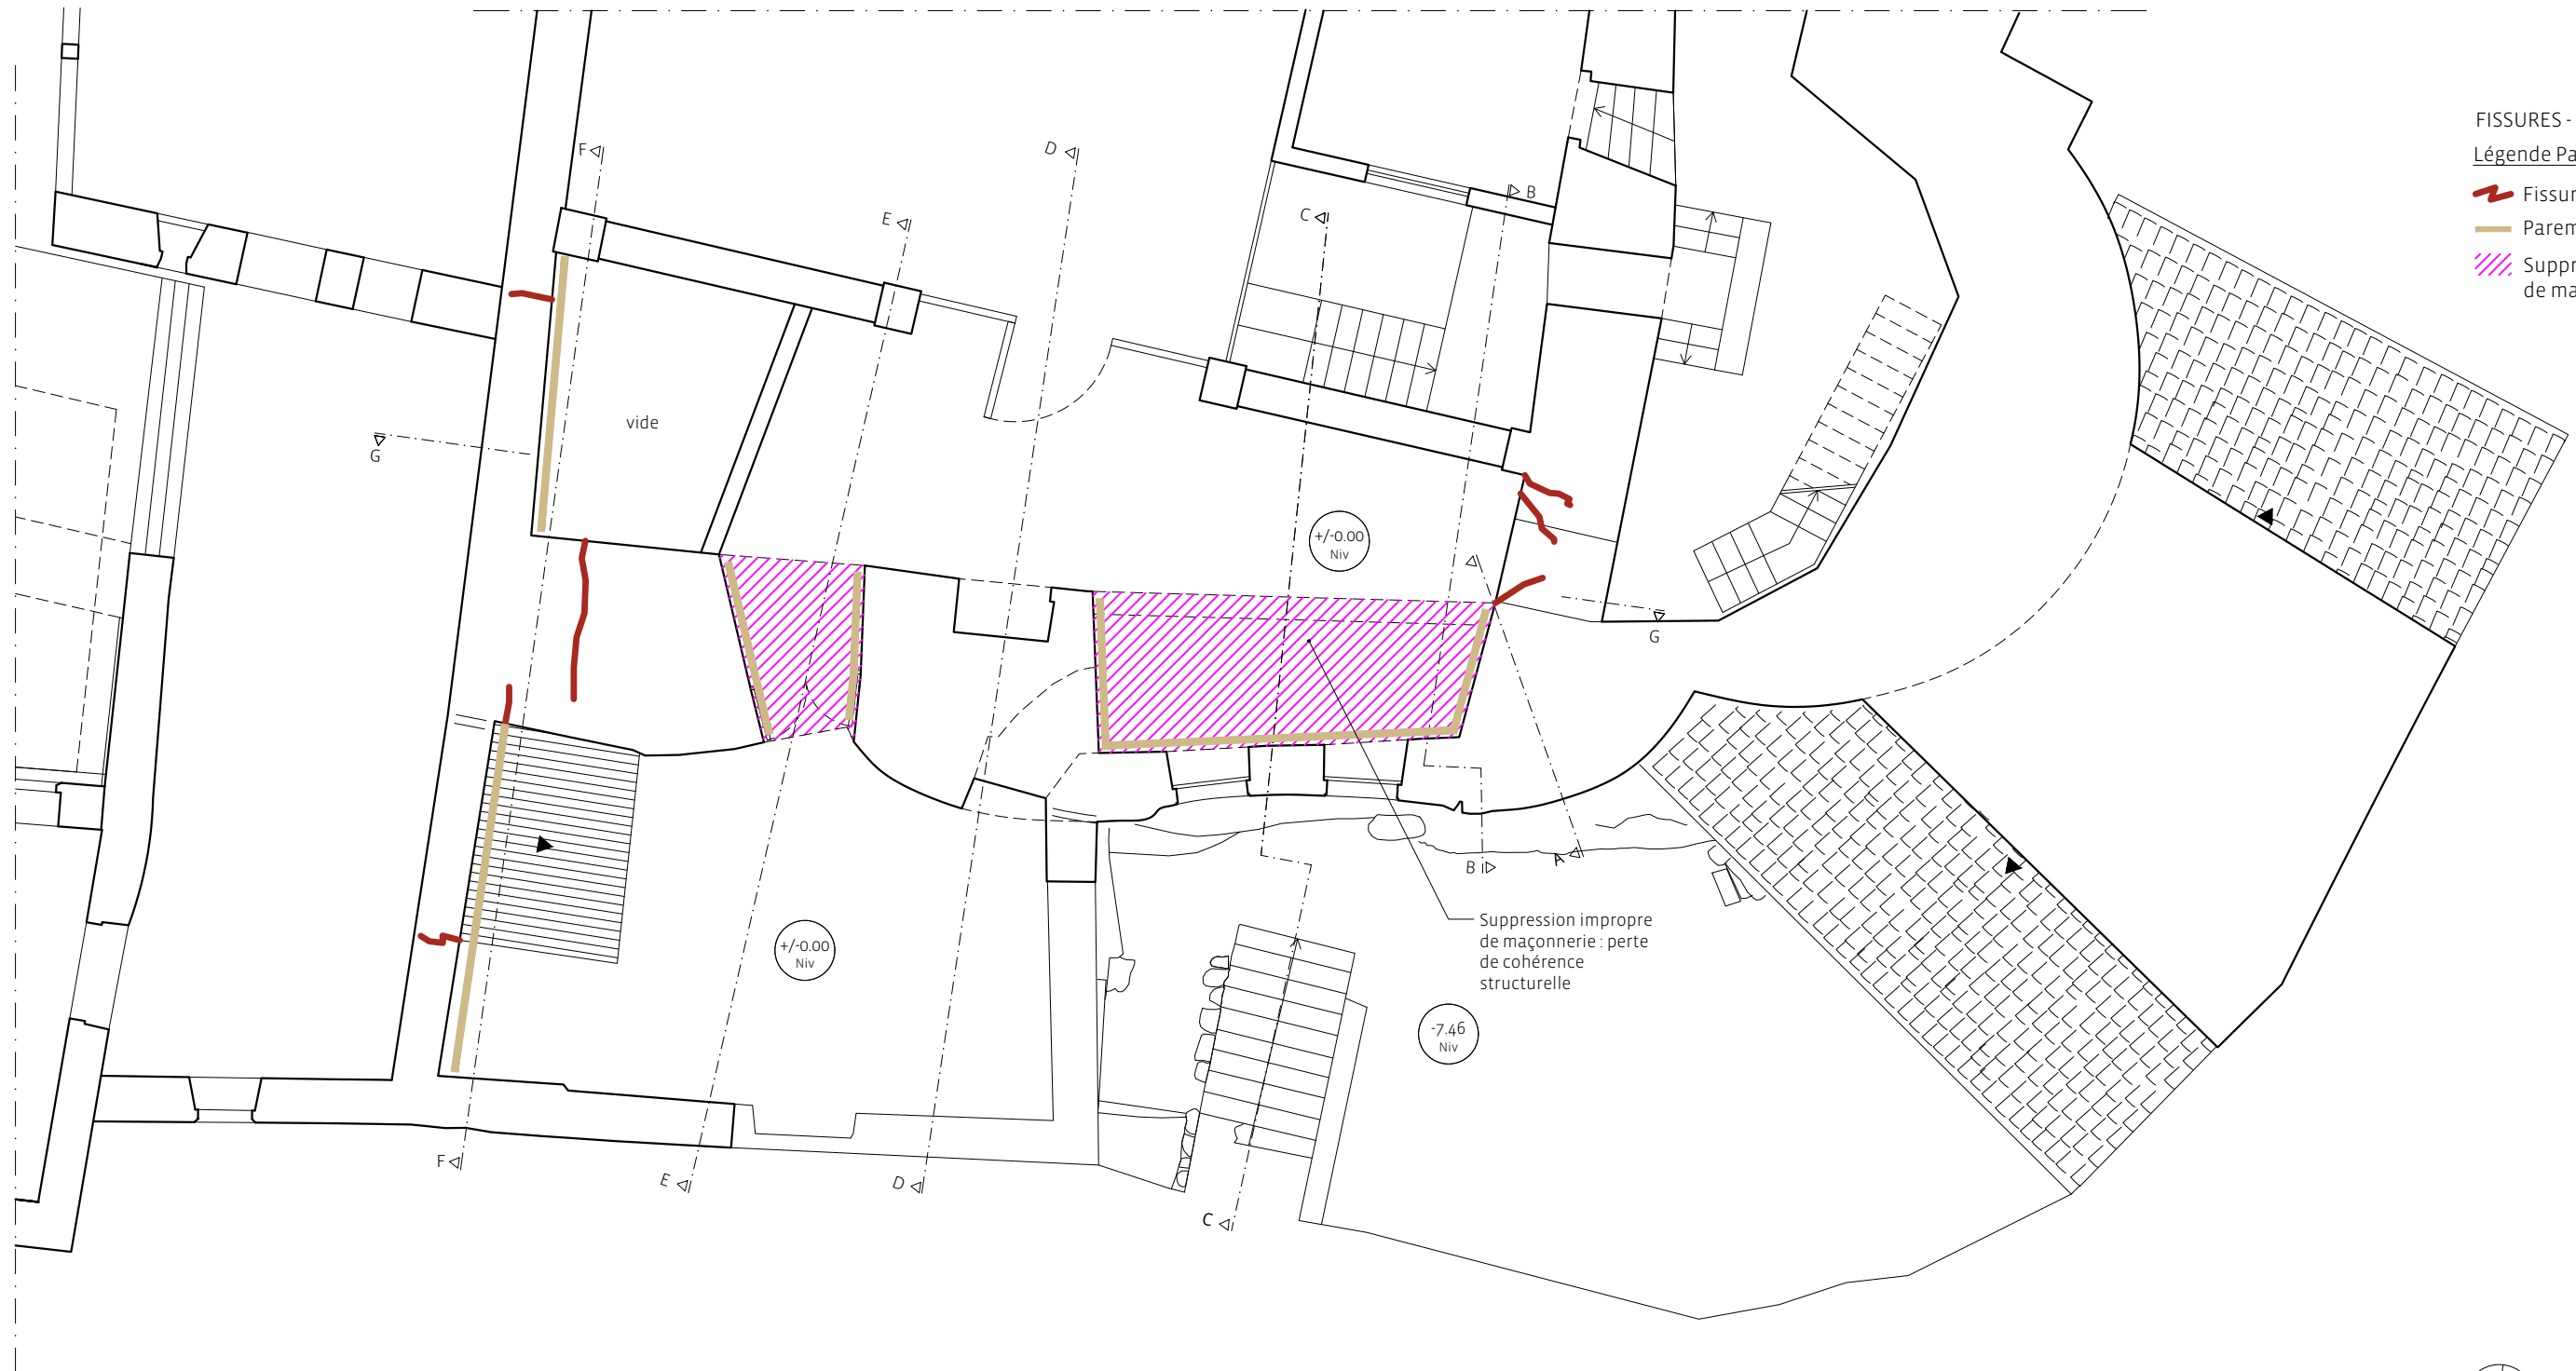 FISSURES -
Légende Pa
Fissur
Parem
Suppr
de ma
F
D
E
C
B
vide
G
+/-0.00
Niv
G
B
A
Suppression impropre
de maçonnerie : perte
de cohérence
structurelle
+/-0.00
Niv
-7.46
Niv
F
E
D
C